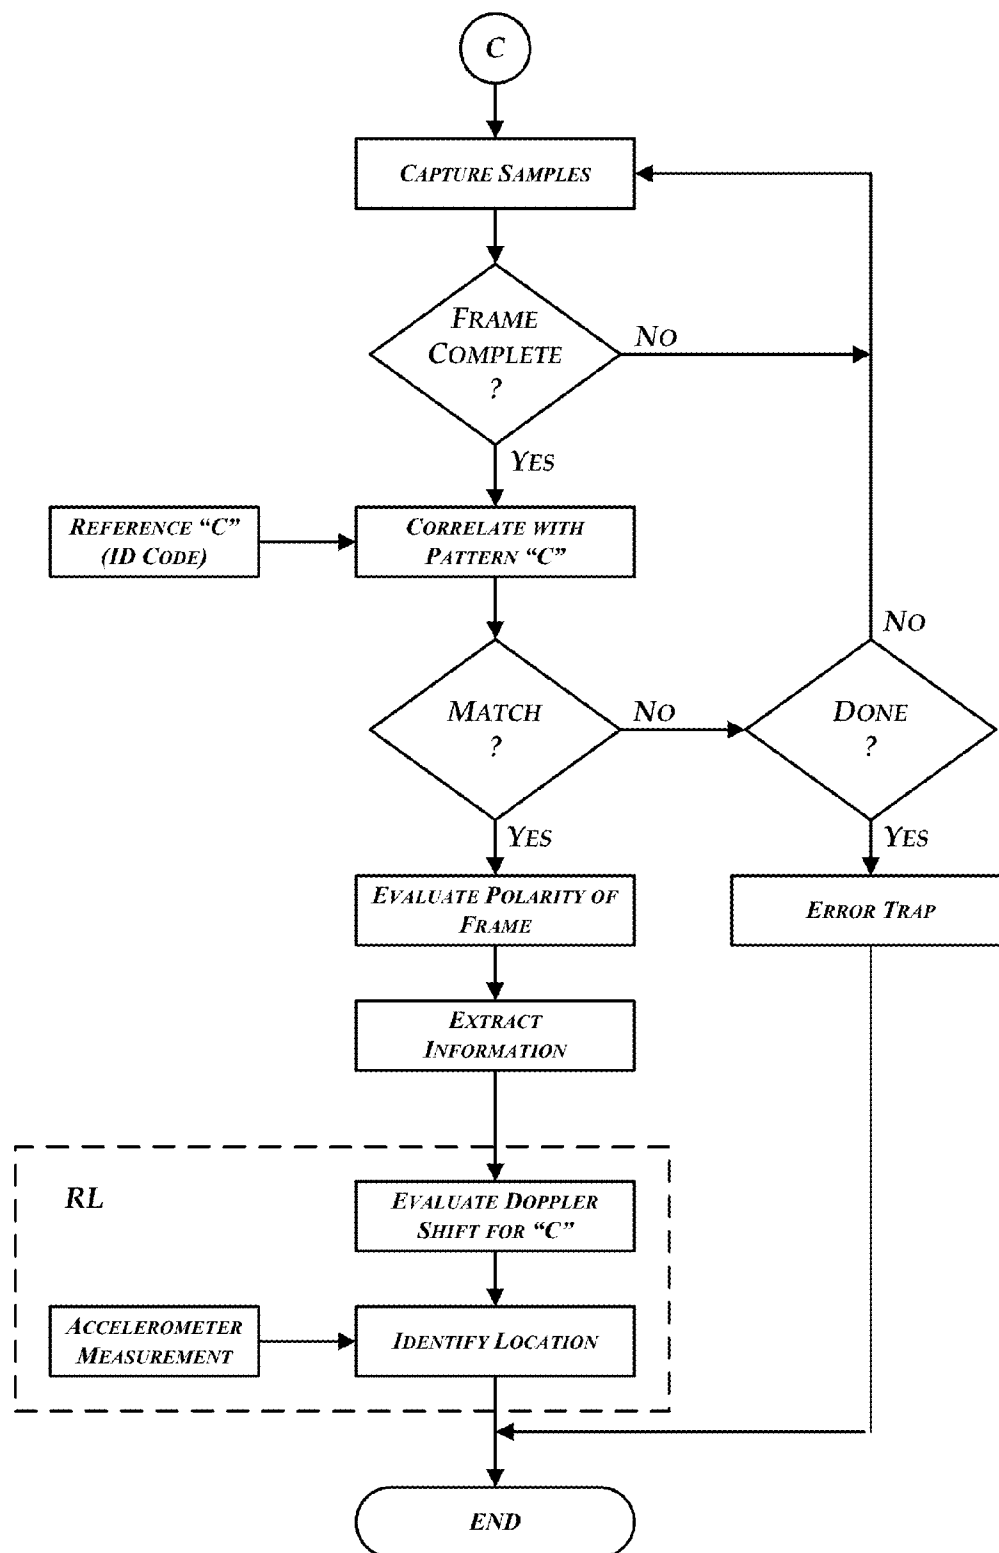 C
CAPTURE SAMPLES
FRAME
COMPLETE
?
NO
YES
REFERENCE “C”
(ID CODE)
CORRELATE WITH
PATTERN “C”
NO
MATCH
?
NO
DONE
?
YES
YES
EVALUATE POLARITY OF
FRAME
ERROR TRAP
EXTRACT
INFORMATION
RL
EVALUATE DOPPLER
SHIFT FOR “C”
ACCELEROMETER
MEASUREMENT
IDENTIFY LOCATION
END